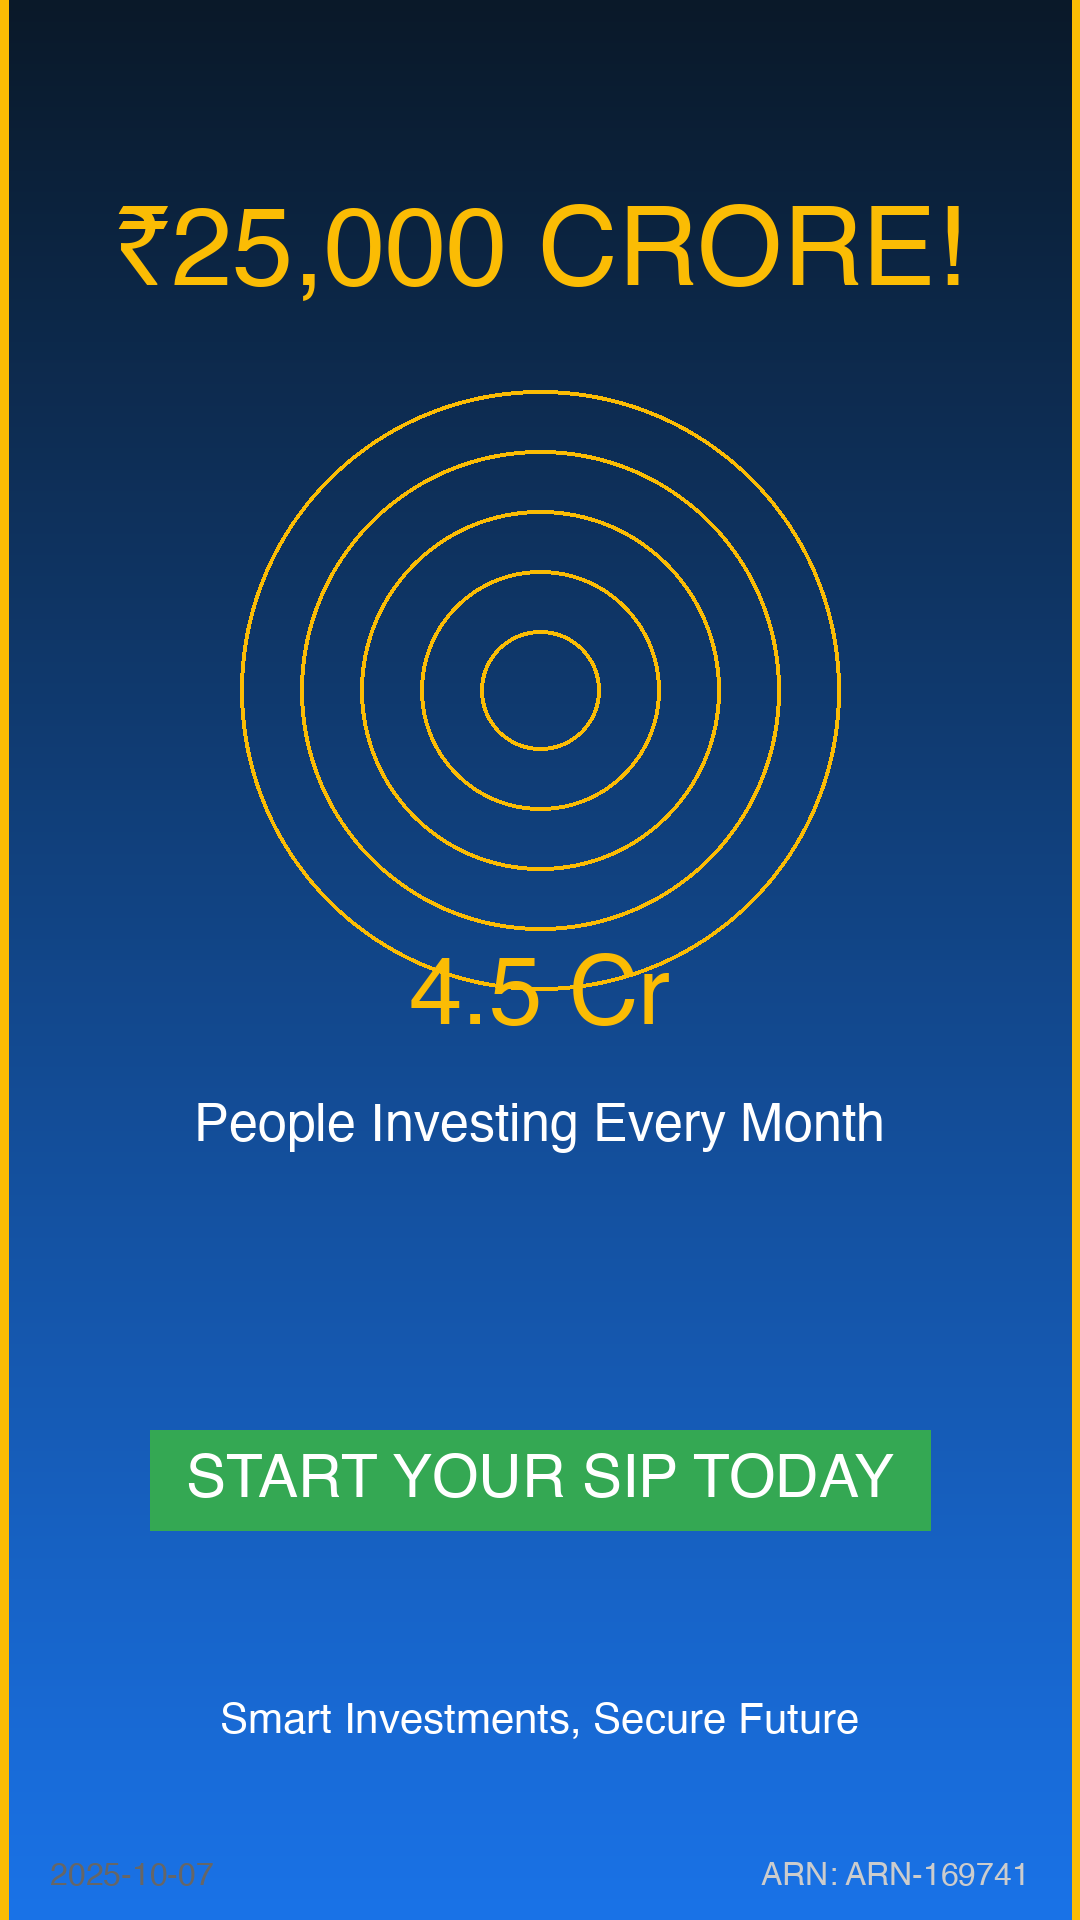 ₹25,000 CRORE!
4.5 Cr
People Investing Every Month
START YOUR SIP TODAY
Smart Investments, Secure Future
2025-10-07
ARN: ARN-169741